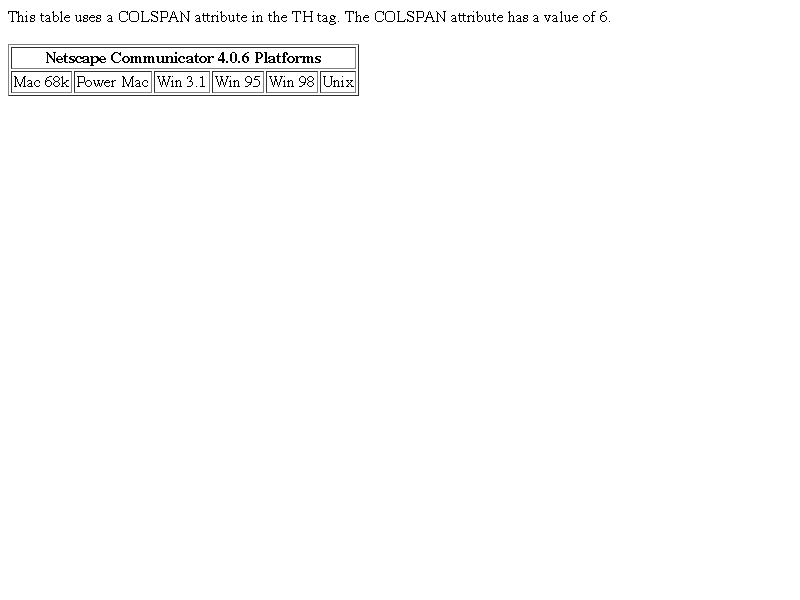 This table uses a COLSPAN attribute in the TH tag. The COLSPAN attribute has a value of 6.
Netscape Communicator 4.0.6 Platforms
Mac 68k Power Mac Win 3.1 Win 95 Win 98 Unix